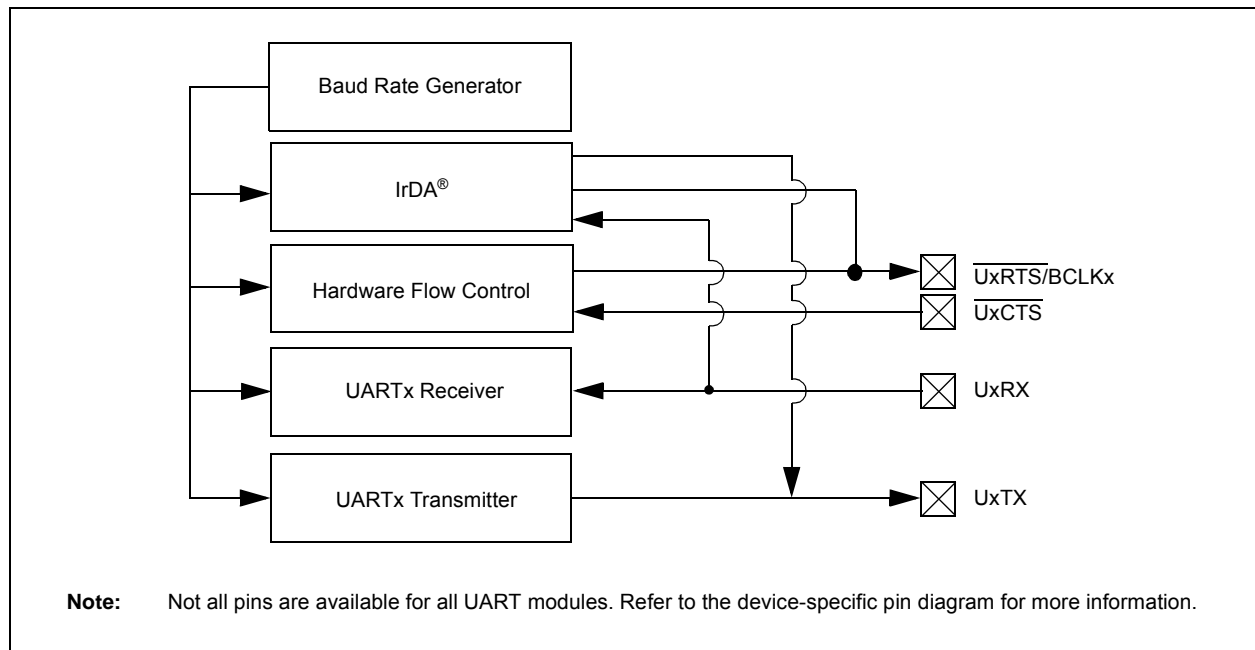 Baud Rate Generator
IrDA®
Hardware Flow Control
UxRTS/BCLKx
UxCTS
UARTx Receiver
UxRX
UARTx Transmitter
UxTX
Note: Not all pins are available for all UART modules. Refer to the device-specific pin diagram for more information.